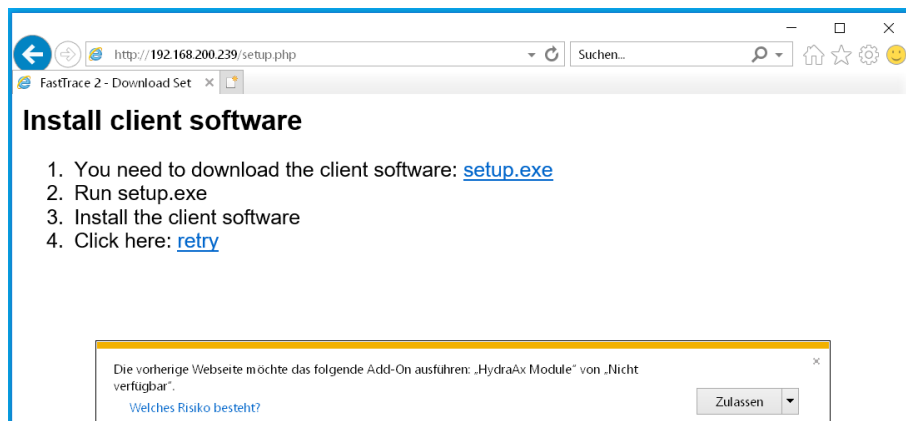 http://192.168.200.239/setup.php
Suchen...
FastTrace 2 - Download Set
Install client software
1. You need to download the client software: setup.exe
2. Run setup.exe
3. Install the client software
4. Click here: retry
Die vorherige Webseite möchte das folgende Add-On ausführen: „HydraAx Module“ von „Nicht
verfügbar“.
Welches Risiko besteht?
Zulassen